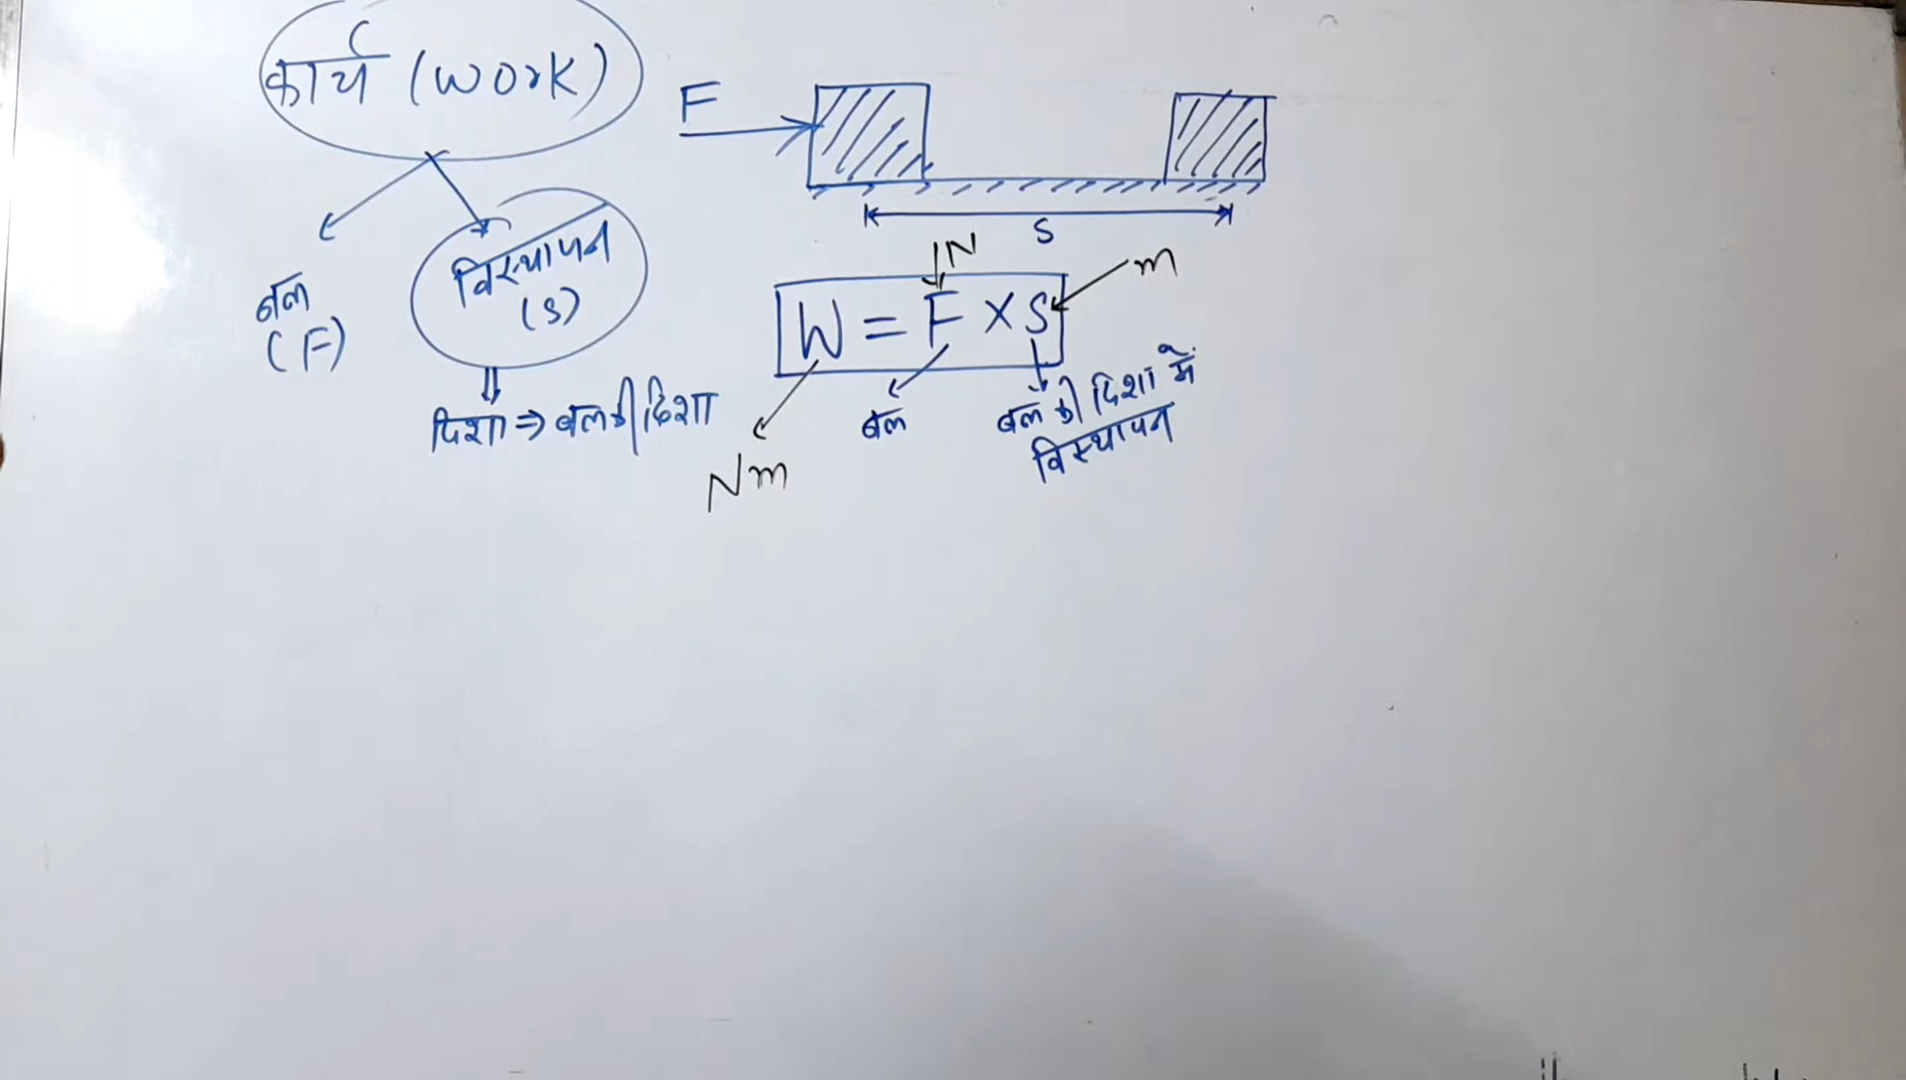 कार्य (work)
F
बल
(F)
विस्थापन
(S)
दिशा ⇒ बल की दिशा
S
N
m
W = F × S
Nm
बल
बल की दिशा में
विस्थापन